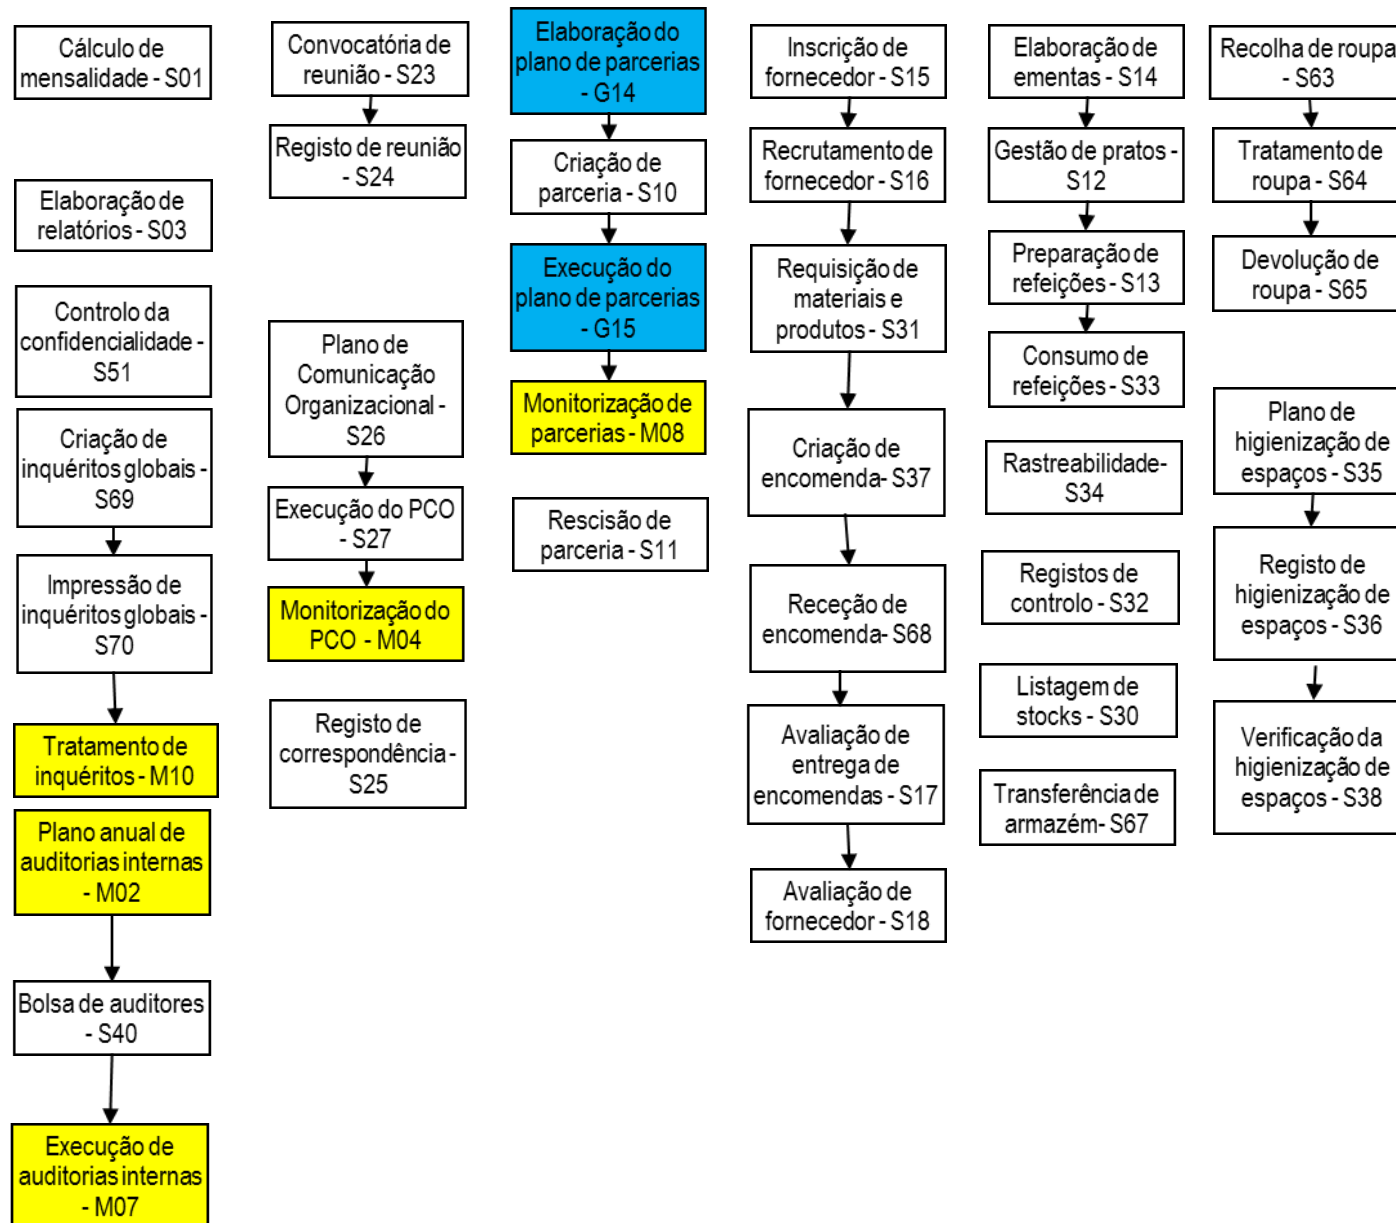 Cálculo de
mensalidade - S01
Elaboração de
relatórios - S03
Controlo da
confidencialidade -
S51
Criação de
inquéritos globais -
S69
Impressão de
inquéritos globais -
S70
Tratamento de
inquéritos - M10
Plano anual de
auditorias internas
- M02
Bolsa de auditores
- S40
Execução de
auditorias internas
- M07
Convocatória de
reunião - S23
Registo de reunião
- S24
Plano de
Comunicação
Organizacional -
S26
Execução do PCO
- S27
Monitorização do
PCO - M04
Registo de
correspondência -
S25
Elaboração do
plano de parcerias
- G14
Criação de
parceria - S10
Execução do
plano de parcerias
- G15
Monitorização de
parcerias - M08
Rescisão de
parceria - S11
Inscrição de
fornecedor - S15
Recrutamento de
fornecedor - S16
Requisição de
materiais e
produtos - S31
Criação de
encomenda- S37
Receção de
encomenda- S68
Avaliação de
entrega de
encomendas - S17
Avaliação de
fornecedor - S18
Elaboração de
ementas - S14
Gestão de pratos -
S12
Preparação de
refeições - S13
Consumo de
refeições - S33
Rastreabilidade-
S34
Registos de
controlo - S32
Listagem de
stocks - S30
Transferência de
armazém- S67
Recolha de roupa
- S63
Tratamento de
roupa - S64
Devolução de
roupa - S65
Plano de
higienização de
espaços - S35
Registo de
higienização de
espaços - S36
Verificação da
higienização de
espaços - S38